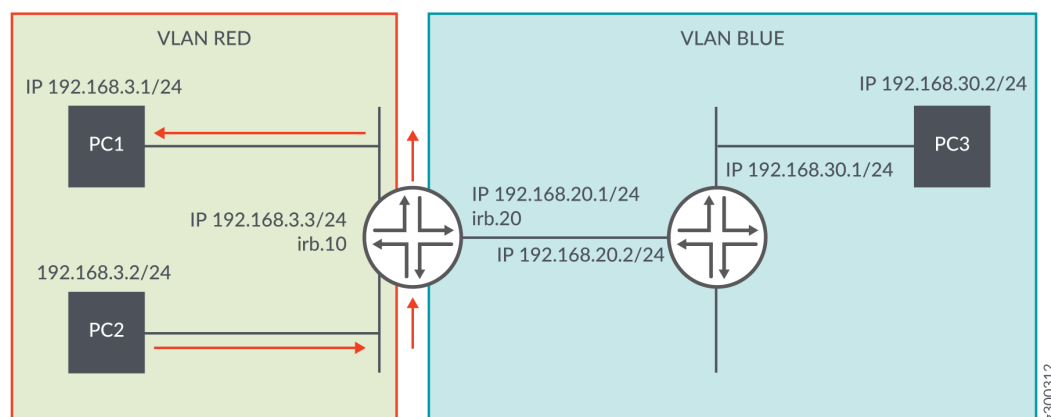 VLAN RED
IP 192.168.3.1/24
PC1
IP 192.168.3.3/24
irb.10
192.168.3.2/24
PC2
VLAN BLUE
IP 192.168.30.2/24
PC3
IP 192.168.30.1/24
IP 192.168.20.1/24
irb.20
IP 192.168.20.2/24